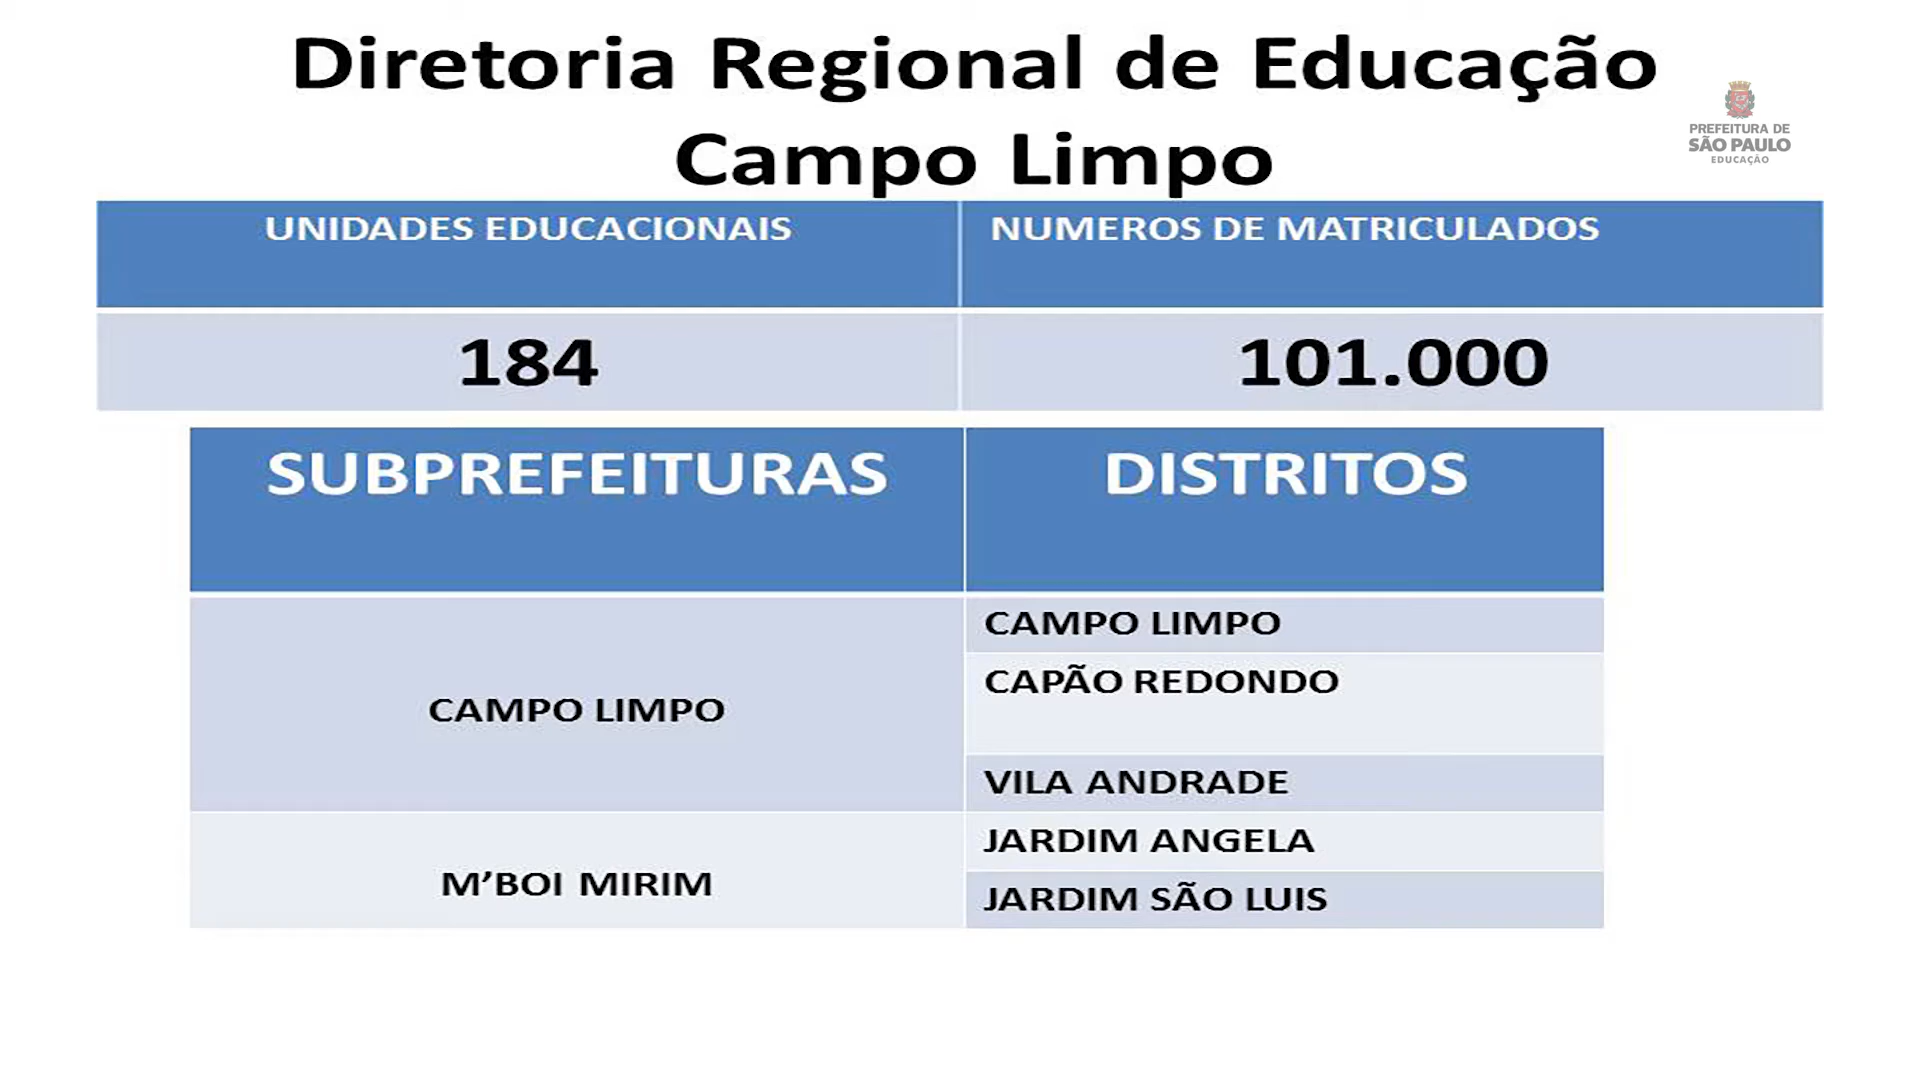 Diretoria Regional de Educação
Campo Limpo
PREFEITURA DE
SÃO PAULO
EDUCAÇÃO
UNIDADES EDUCACIONAIS
NUMEROS DE MATRICULADOS
184
101.000
SUBPREFEITURAS
DISTRITOS
CAMPO LIMPO
CAMPO LIMPO
CAPÃO REDONDO
VILA ANDRADE
M’BOI MIRIM
JARDIM ANGELA
JARDIM SÃO LUIS